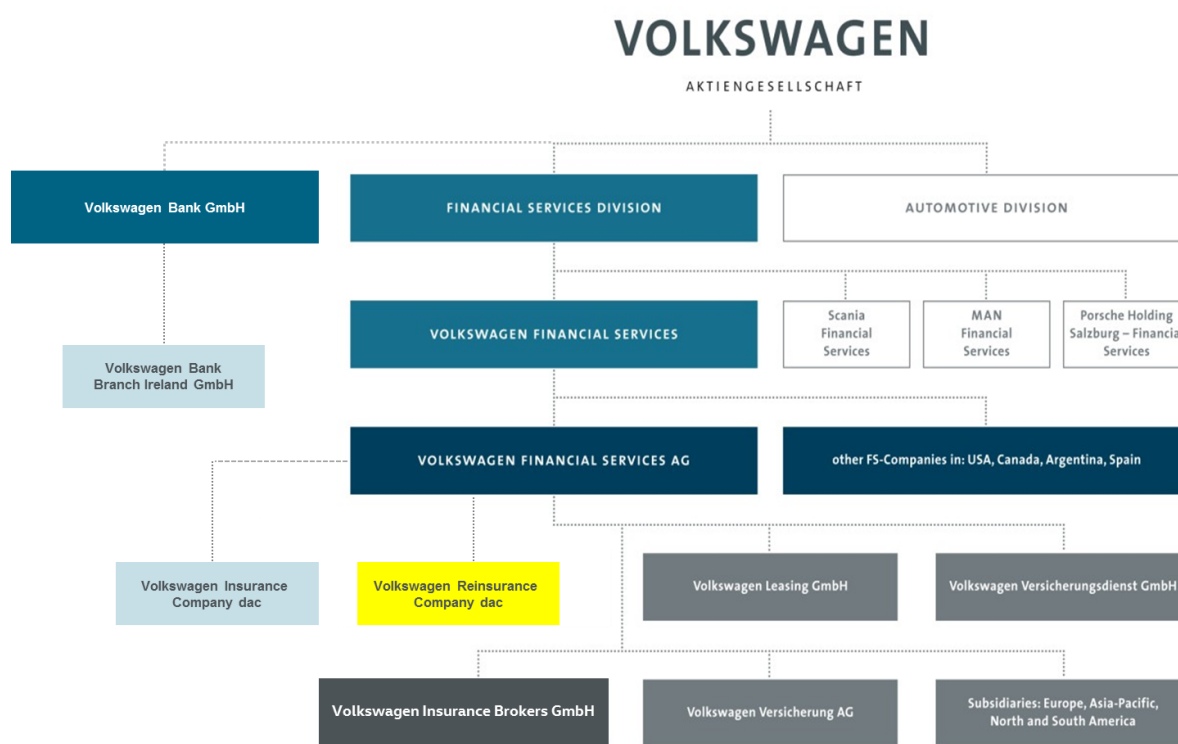 VOLKSWAGEN
AKTIENGESELLSCHAFT
Volkswagen Bank GmbH
FINANCIAL SERVICES DIVISION
AUTOMOTIVE DIVISION
VOLKSWAGEN FINANCIAL SERVICES
Scania
Financial
Services
MAN
Financial
Services
Porsche Holding
Salzburg – Financia
Services
Volkswagen Bank
Branch Ireland GmbH
VOLKSWAGEN FINANCIAL SERVICES AG
other FS-Companies in: USA, Canada, Argentina, Spain
Volkswagen Insurance
Company dac
Volkswagen Reinsurance
Company dac
Volkswagen Leasing GmbH
Volkswagen Versicherungsdienst GmbH
Volkswagen Insurance Brokers GmbH
Volkswagen Versicherung AG
Subsidiaries: Europe, Asia-Pacific,
North and South America